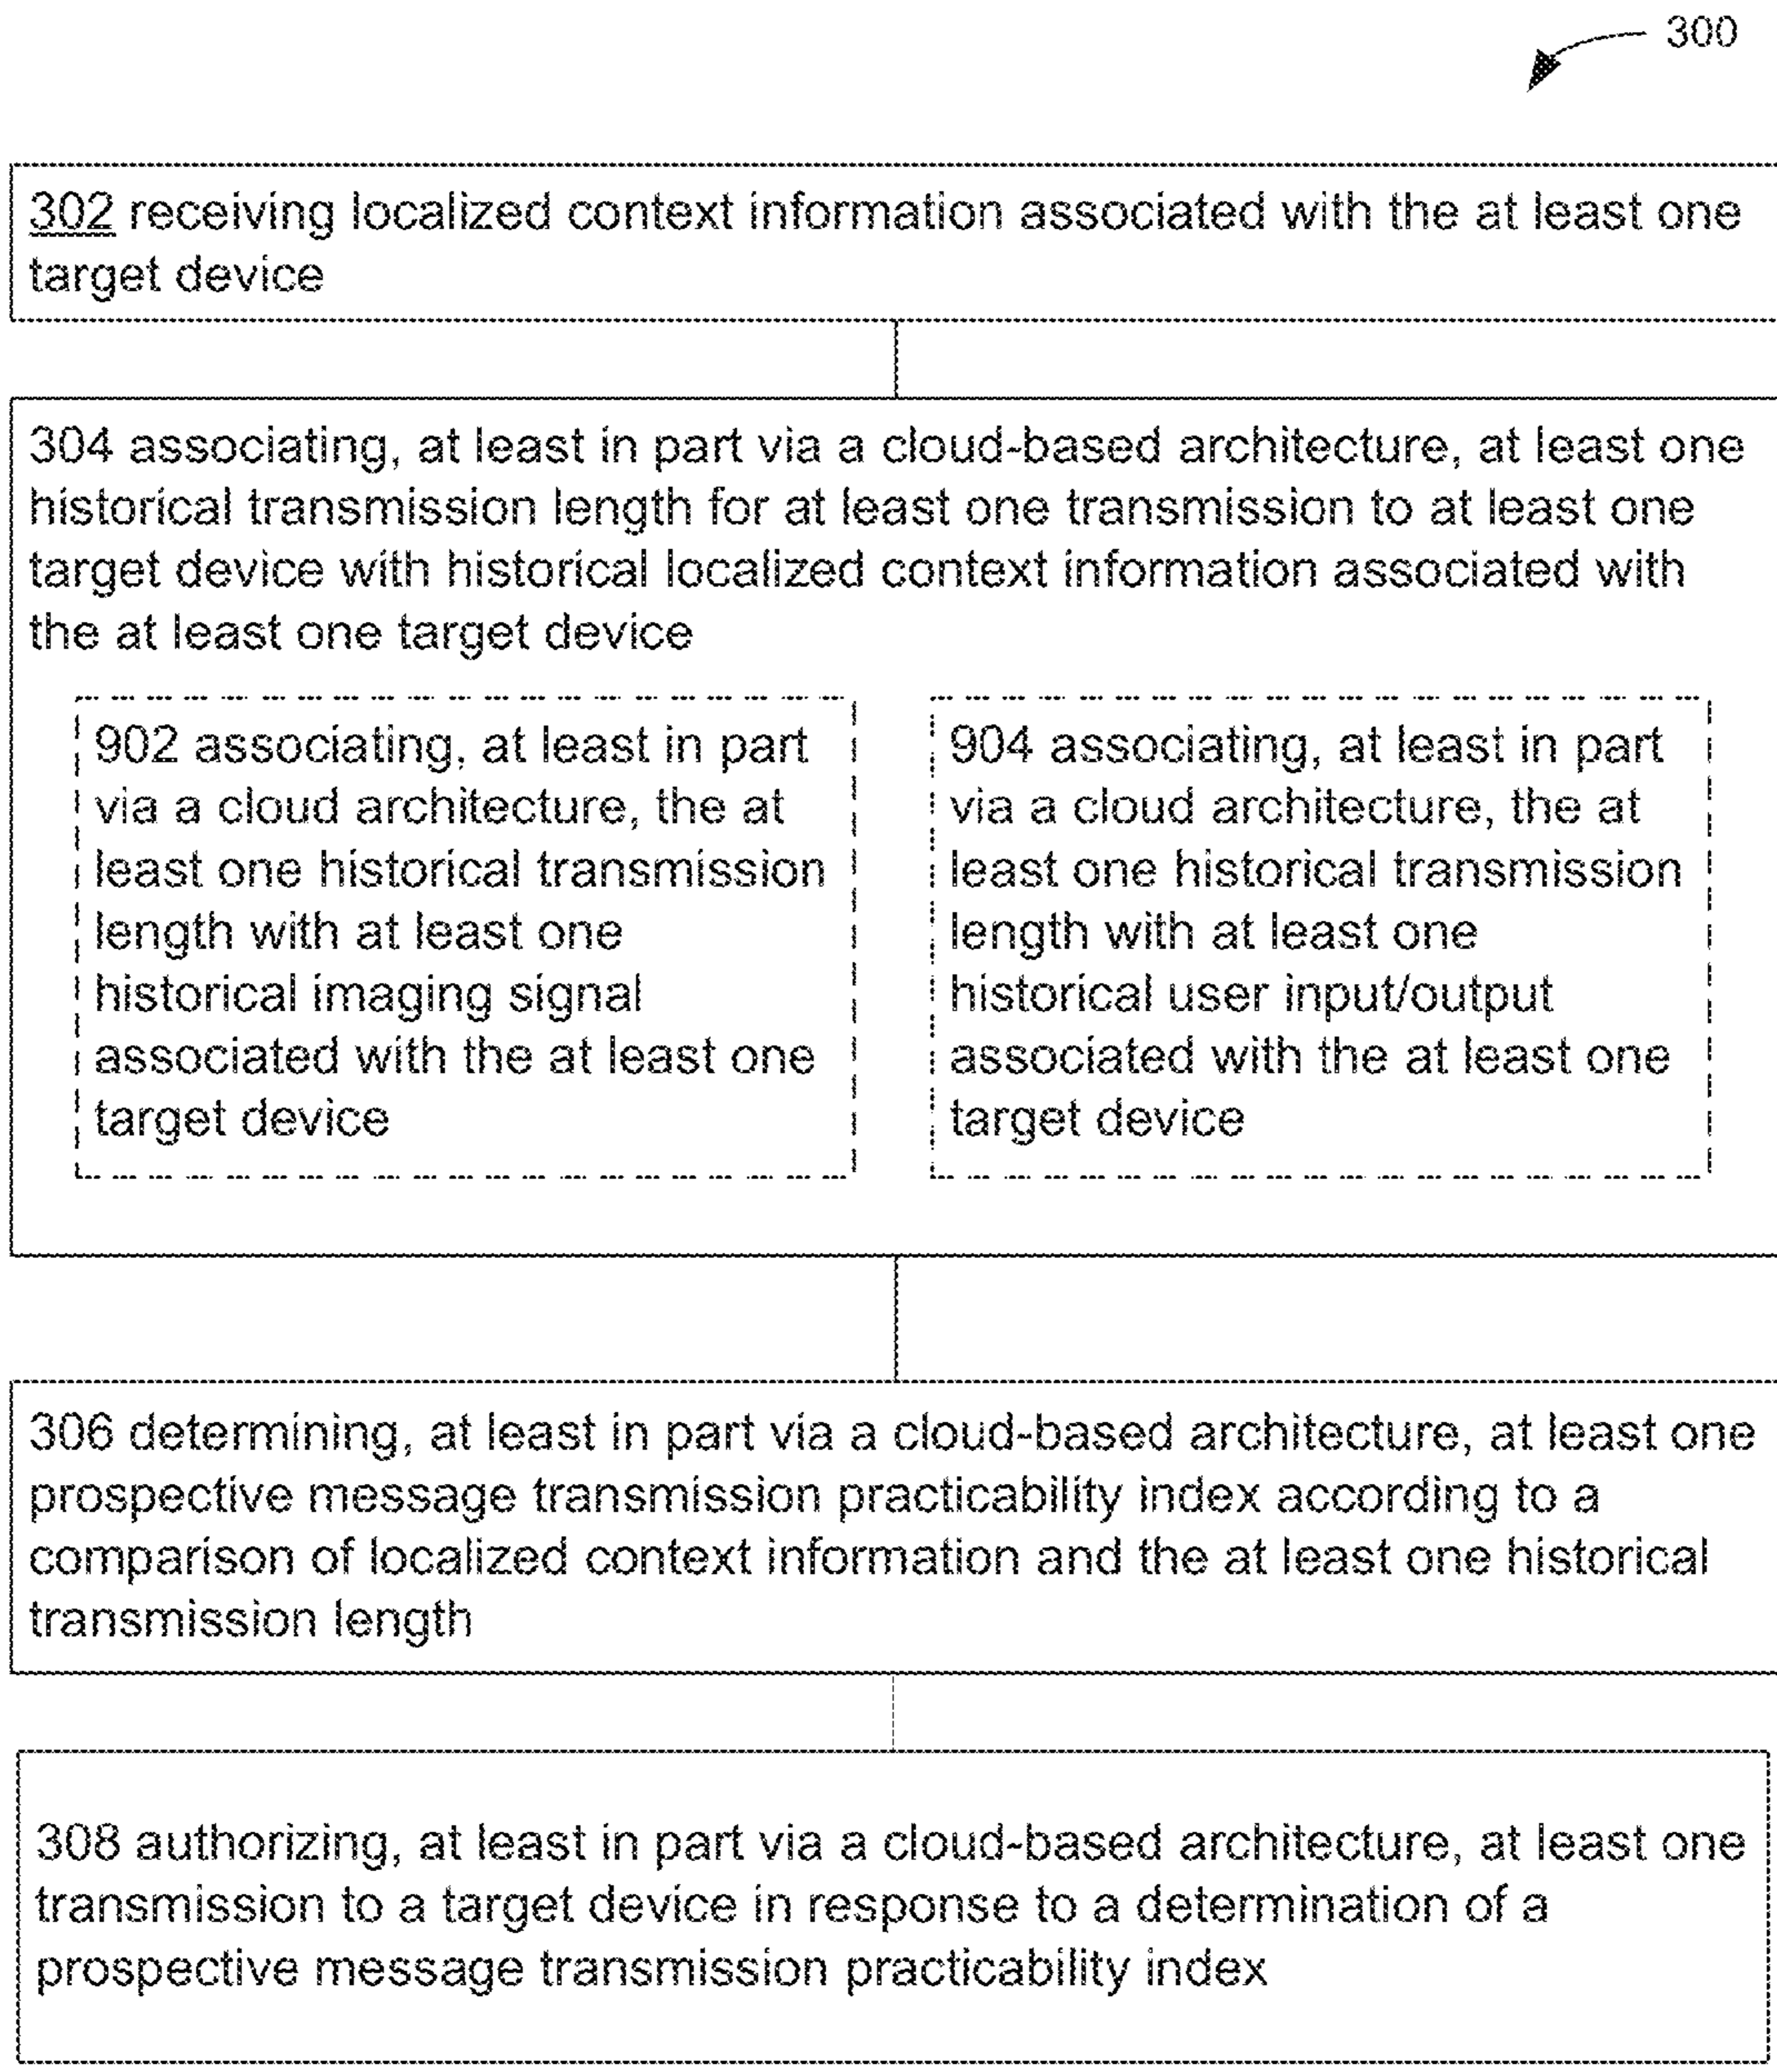 300
302 receiving localized context information associated with the at least one
target device
304 associating, at least in part via a cloud-based architecture, at least one
historical transmission length for at least one transmission to at least one
target device with historical localized context information associated with
the at least one target device
902 associating, at least in part
via a cloud architecture, the at
least one historical transmission
length with at least one
historical imaging signal
associated with the at least one
target device
904 associating, at least in part
via a cloud architecture, the at
least one historical transmission
length with at least one
historical user input/output
associated with the at least one
target device
306 determining, at least in part via a cloud-based architecture, at least one
prospective message transmission practicability index according to a
comparison of localized context information and the at least one historical
transmission length
308 authorizing, at least in part via a cloud-based architecture, at least one
transmission to a target device in response to a determination of a
prospective message transmission practicability index